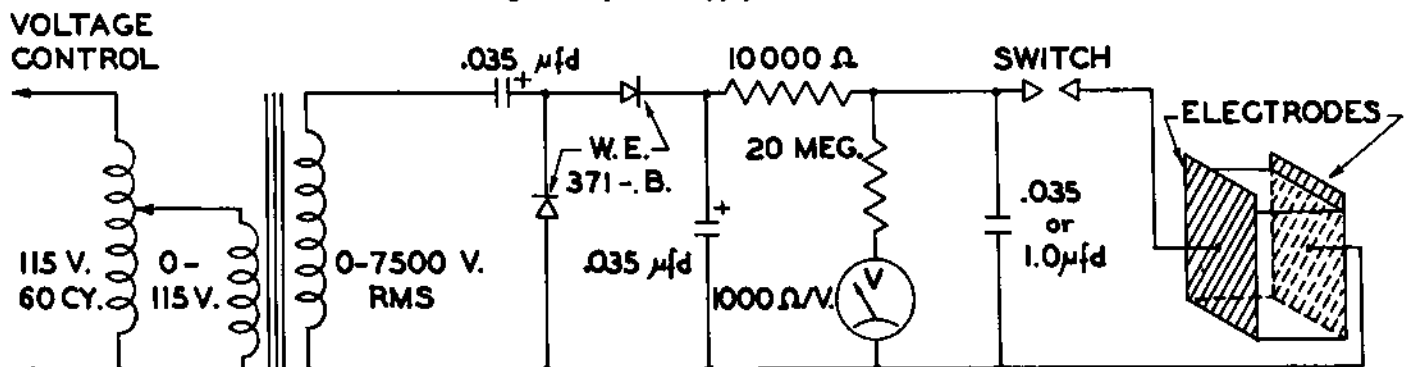 VOLTAGE
CONTROL
.035 μfd
+
10000 Ω
SWITCH
ELECTRODES
W.E.
371-.B.
20 MEG.
+
.035
or
1.0μfd
115 V.
60 CY.
0-
115 V.
0-7500 V.
RMS
.035 μfd
1000Ω/V.
V